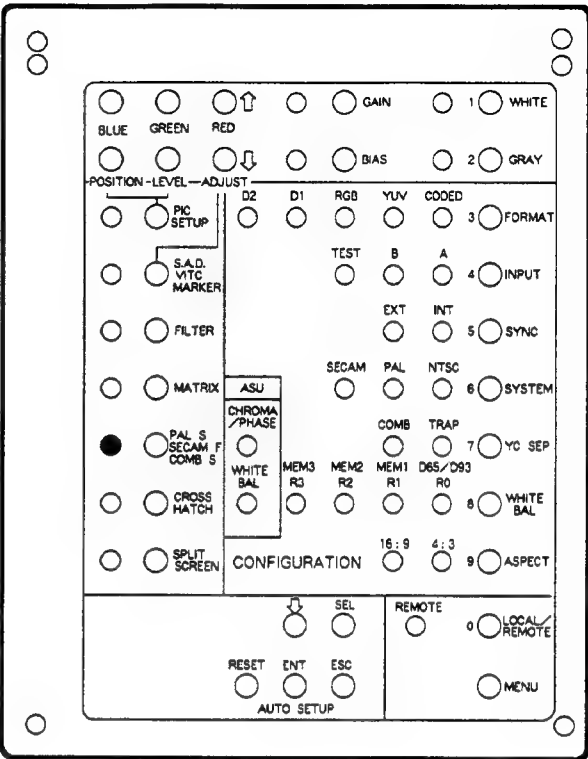 BLUE GREEN RED GAIN 1 WHITE
BIAS 2 GRAY
POSITION LEVEL ADJUST
D2 D1 RGB YUV CODED
PIC
SETUP
3 FORMAT
TEST B A
S.A.D.
VITC
MARKER
4 INPUT
EXT INT
FILTER
5 SYNC
SECAM PAL NTSC
MATRIX
ASU
6 SYSTEM
CHROMA
/PHASE
COMB TRAP
PAL S
SECAM F
COMB S
7 YC SEP
WHITE
BAL
MEM3 MEM2 MEM1 D65/D93
R3 R2 R1 R0
CROSS
HATCH
8 WHITE
BAL
16:9 4:3
SPLIT
SCREEN
CONFIGURATION
9 ASPECT
SEL REMOTE
0 LOCAL/
REMOTE
RESET ENT ESC
MENU
AUTO SETUP